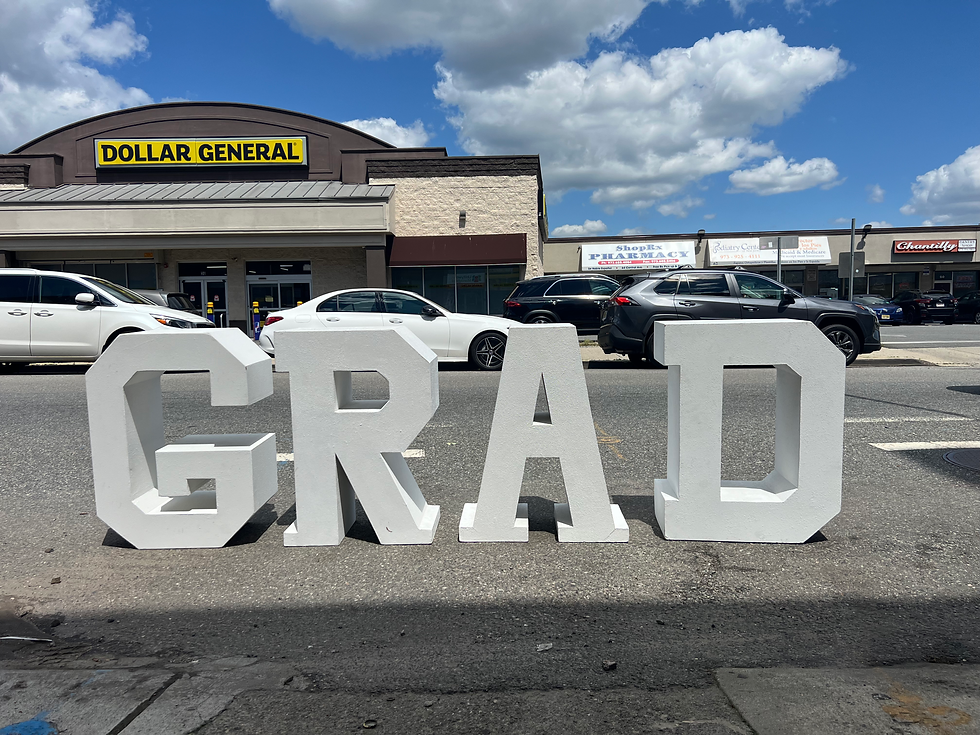 DOLLAR GENERAL
ShopRx
PHARMACY
Chantilly
GRAD